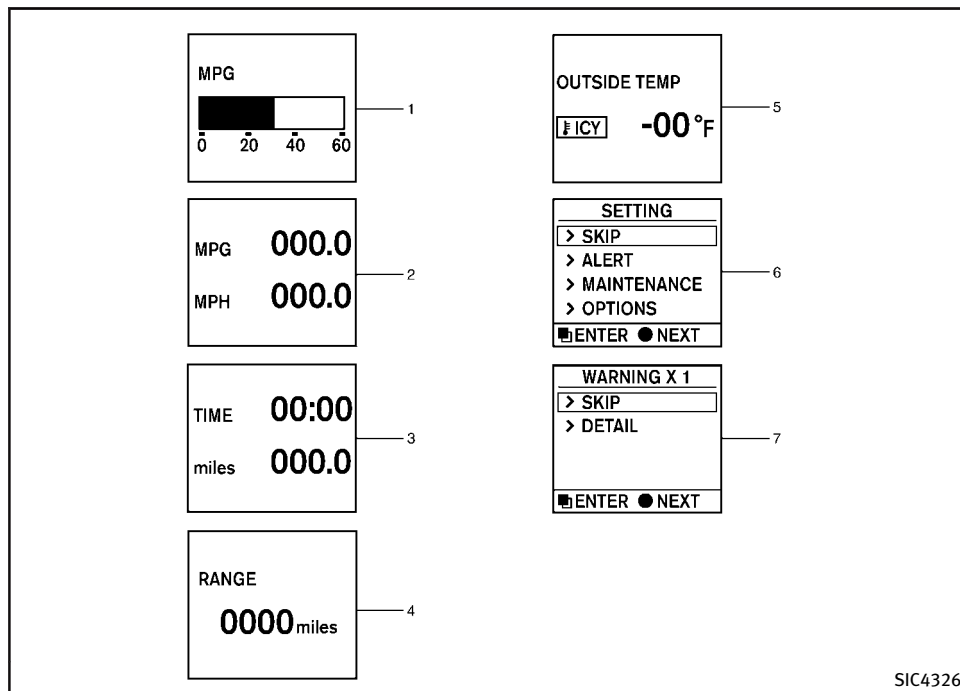 MPG
0 20 40 60
1
MPG 000.0
MPH 000.0
2
TIME 00:00
miles 000.0
3
RANGE
0000 miles
4
OUTSIDE TEMP
ICY -00 °F
5
SETTING
> SKIP
> ALERT
> MAINTENANCE
> OPTIONS
ENTER ● NEXT
6
WARNING X 1
> SKIP
> DETAIL
ENTER ● NEXT
7
SIC4326